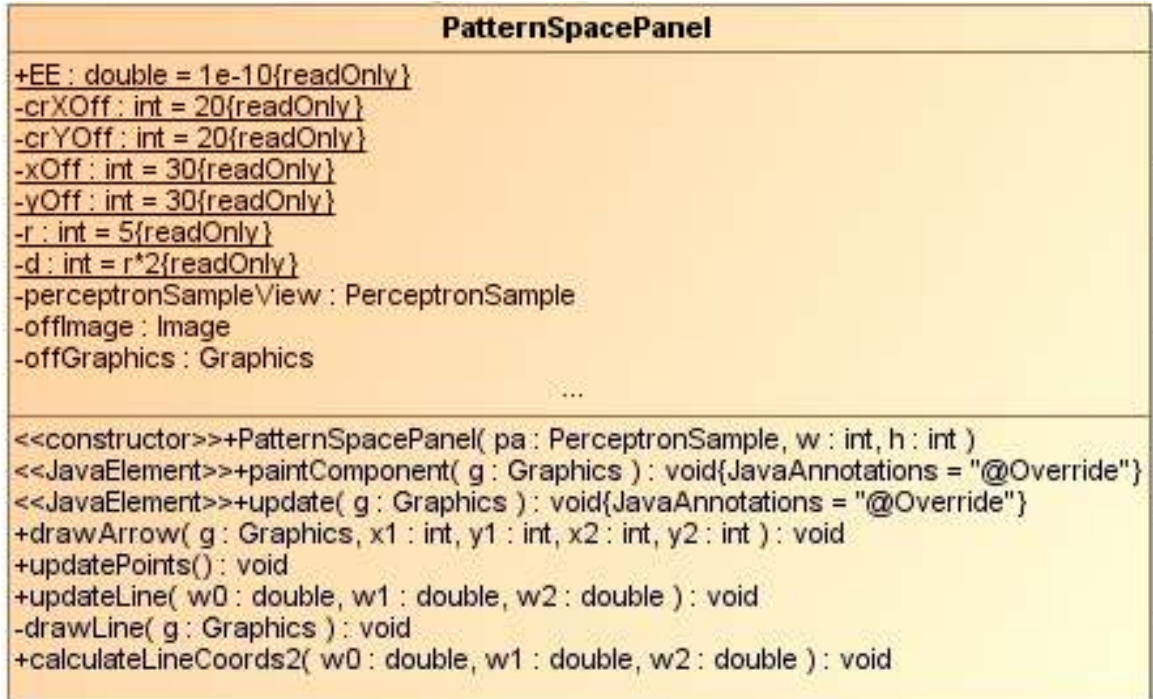 PatternSpacePanel
+EE : double = 1e-10{readOnly}
-crXOff : int = 20{readOnly}
-crYOff : int = 20{readOnly}
-xOff : int = 30{readOnly}
-yOff : int = 30{readOnly}
-r : int = 5{readOnly}
-d : int = r*2{readOnly}
-perceptronSampleView : PerceptronSample
-offImage : Image
-offGraphics : Graphics
...
<<constructor>>+PatternSpacePanel( pa : PerceptronSample, w : int, h : int )
<<JavaElement>>+paintComponent( g : Graphics ) : void{JavaAnnotations = "@Override"}
<<JavaElement>>+update( g : Graphics ) : void{JavaAnnotations = "@Override"}
+drawArrow( g : Graphics, x1 : int, y1 : int, x2 : int, y2 : int ) : void
+updatePoints() : void
+updateLine( w0 : double, w1 : double, w2 : double ) : void
-drawLine( g : Graphics ) : void
+calculateLineCoords2( w0 : double, w1 : double, w2 : double ) : void